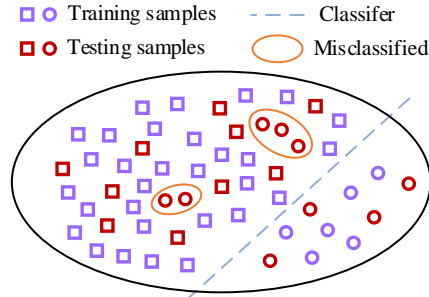 Training samples
Classifer
Testing samples
Misclassified